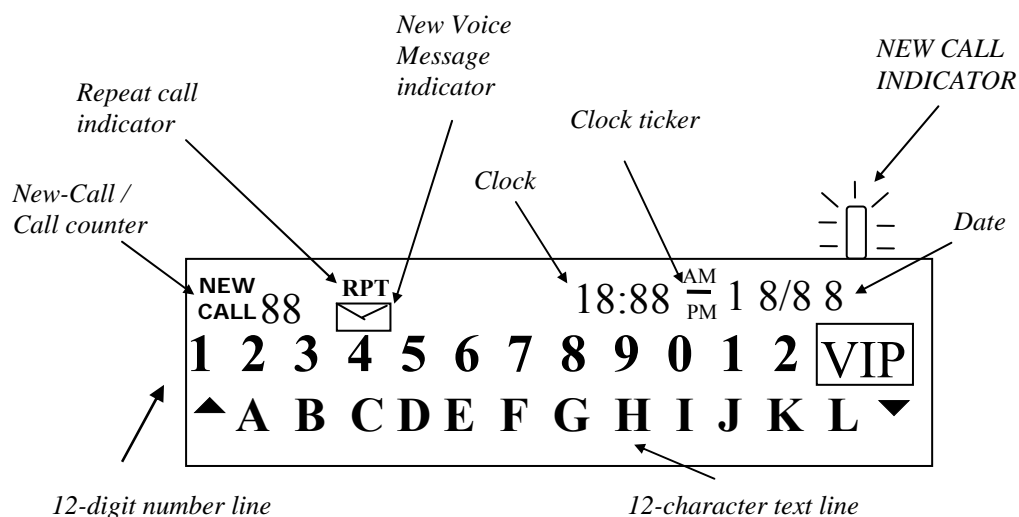 New Voice
Message
indicator
NEW CALL
INDICATOR
Repeat call
indicator
Clock ticker
New-Call /
Call counter
Clock
Date
NEW
CALL 88
RPT
18:88
AM
PM
1 8/8 8
1 2 3 4 5 6 7 8 9 0 1 2 VIP
A B C D E F G H I J K L
12-digit number line
12-character text line